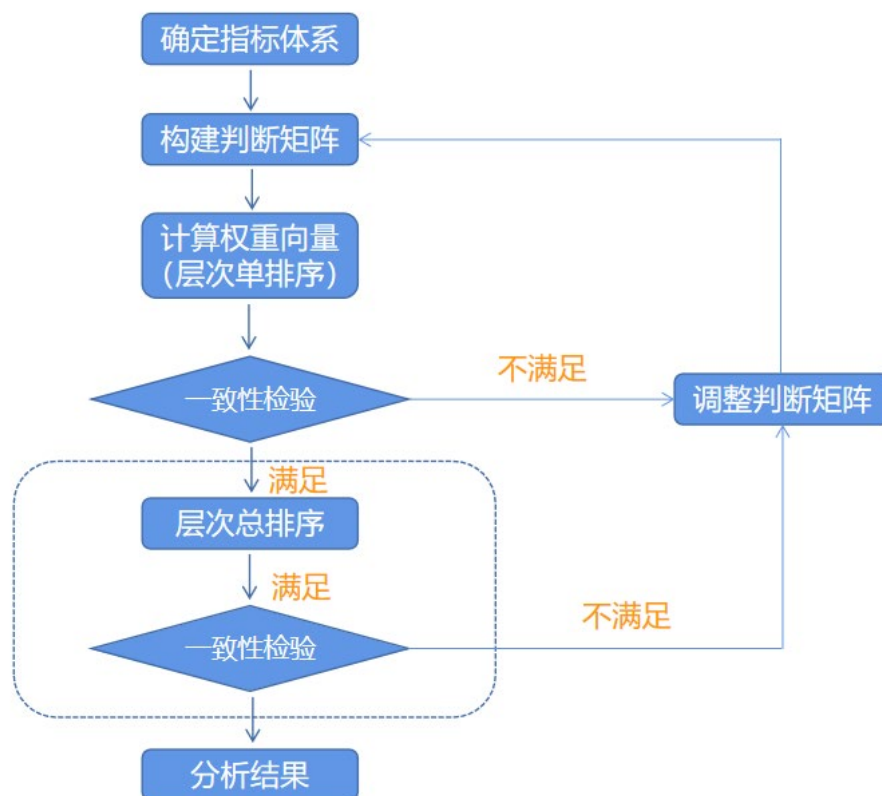 确定指标体系
构建判断矩阵
计算权重向量
（层次单排序）
一致性检验
不满足
调整判断矩阵
满足
层次总排序
满足
不满足
一致性检验
分析结果